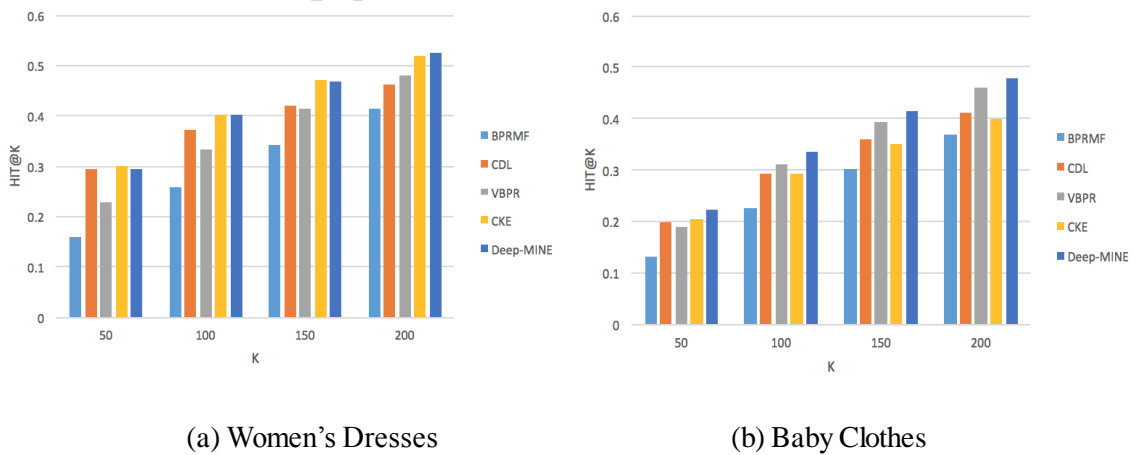 0.6
0.5
0.4
0.3
0.2
0.1
0
HIT@K
50 100 150 200
K
BPRMF
CDL
VBPR
CKE
Deep-MINE
(a) Women's Dresses
0.6
0.5
0.4
0.3
0.2
0.1
0
HIT@K
50 100 150 200
K
BPRMF
CDL
VBPR
CKE
Deep-MINE
(b) Baby Clothes